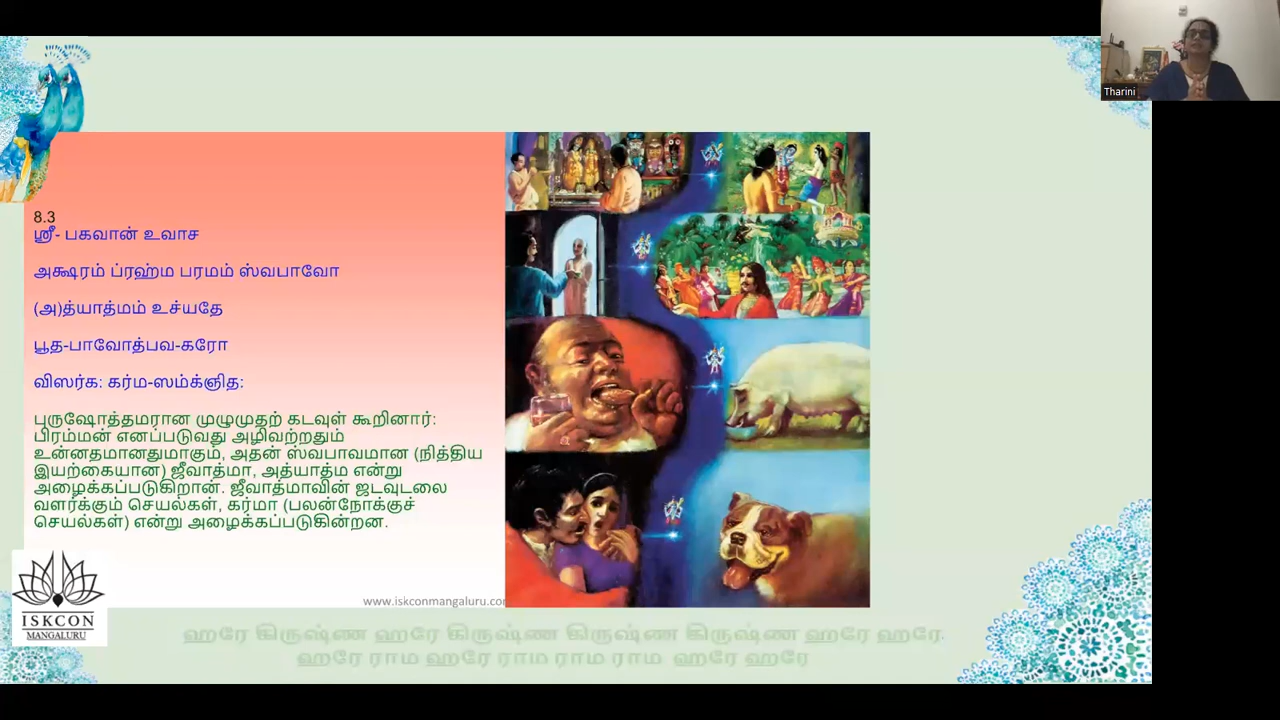 Tharini
8.3
ஸ்ரீ- பகவான் உவாச
அக்ஷரம் ப்ரஹ்ம பரமம் ஸ்வபாவோ
(அ)த்யாத்மம் உச்யதே
பூத-பாவோத்பவ-கரோ
விஸர்க: கர்ம-ஸம்க்ஞித:
புருஷோத்தமரான முழுமுதற் கடவுள் கூறினார்:
பிரம்மன் எனப்படுவது அழிவற்றதும்
உன்னதமானதுமாகும், அதன் ஸ்வபாவமான (நித்திய
இயற்கையான) ஜீவாத்மா, அத்யாத்ம என்று
அழைக்கப்படுகிறான். ஜீவாத்மாவின் ஜடவுடலை
வளர்க்கும் செயல்கள், கர்மா (பலன்நோக்குச்
செயல்கள்) என்று அழைக்கப்படுகின்றன.
www.iskconmangaluru.co
ISKCON
MANGALURU
ஹரே கிருஷ்ண ஹரே கிருஷ்ண கிருஷ்ண கிருஷ்ண ஹரே ஹரே
ஹரே ராம ஹரே ராம ராம ராம ஹரே ஹரே